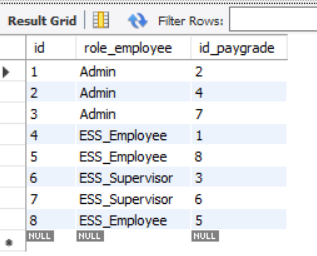 Result Grid Filter Rows:
id role_employee id_paygrade
1 Admin 2
2 Admin 4
3 Admin 7
4 ESS_Employee 1
5 ESS_Employee 8
6 ESS_Supervisor 3
7 ESS_Supervisor 6
8 ESS_Employee 5
NULL NULL NULL